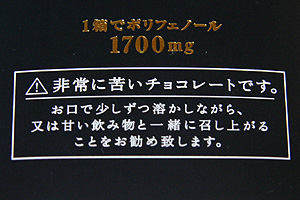 1箱でポリフェノール
1700mg
⚠非常に苦いチョコレートです。
お口で少しずつ溶かしながら、
又は甘い飲み物と一緒に召し上がる
ことをお勧め致します。